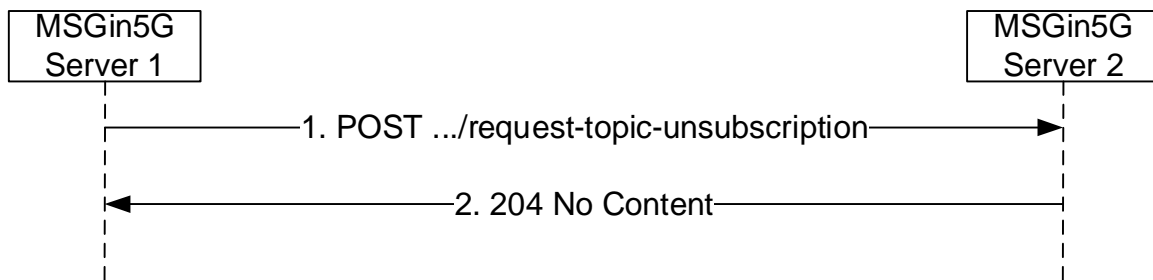 MSGin5G
Server 1
MSGin5G
Server 2
1. POST .../request-topic-unsubscription
2. 204 No Content